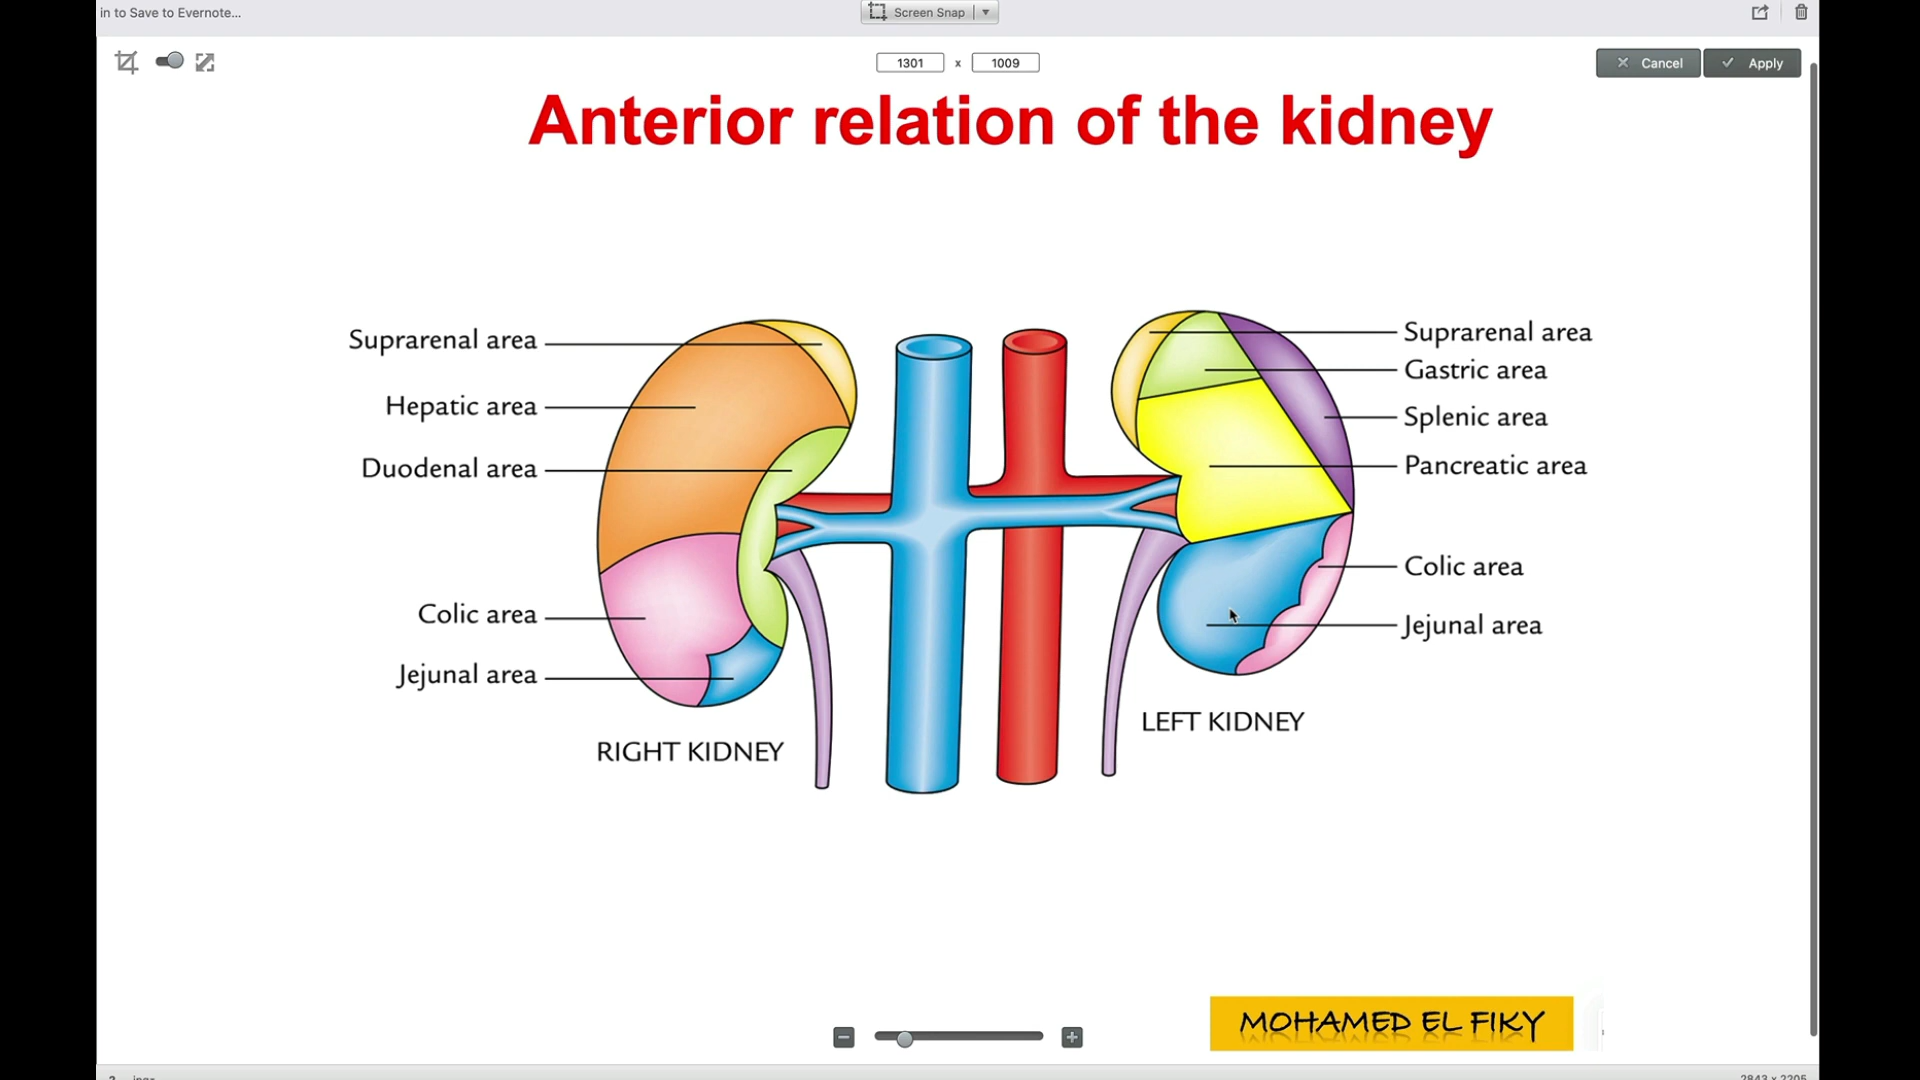 in to Save to Evernote...
Screen Snap
1301 x 1009
Cancel
Apply
Anterior relation of the kidney
Suprarenal area
Hepatic area
Duodenal area
Colic area
Jejunal area
RIGHT KIDNEY
Suprarenal area
Gastric area
Splenic area
Pancreatic area
Colic area
Jejunal area
LEFT KIDNEY
MOHAMED EL FIKY
2843 x 2205